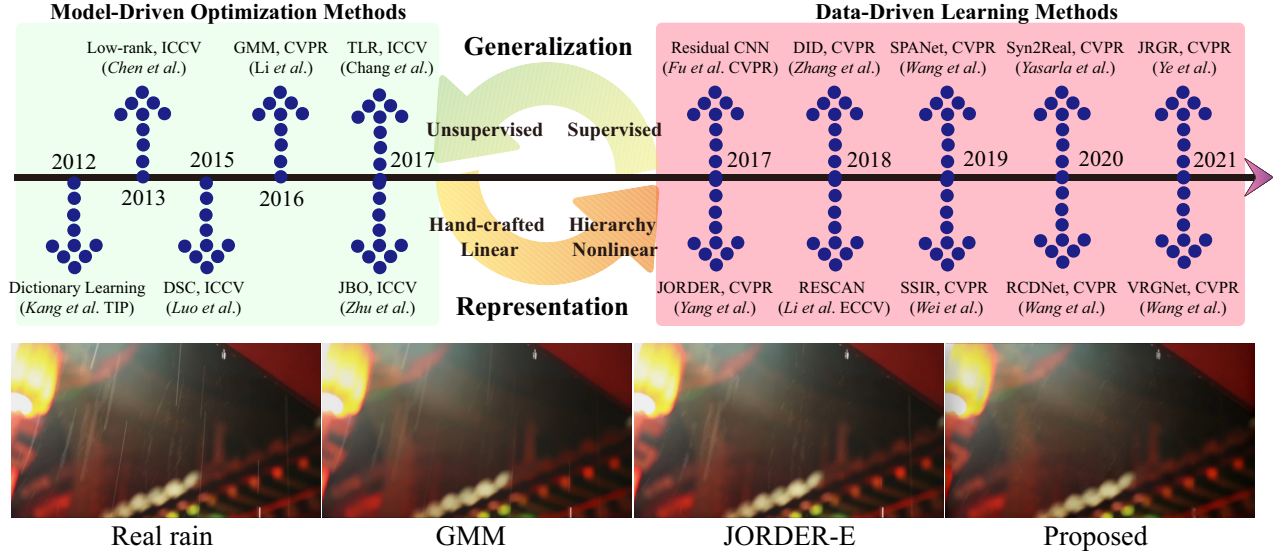 Model-Driven Optimization Methods
Data-Driven Learning Methods
Low-rank, ICCV
(Chen et al.)
GMM, CVPR
(Li et al.)
TLR, ICCV
(Chang et al.)
Generalization
Residual CNN
(Fu et al. CVPR)
DID, CVPR
(Zhang et al.)
SPANet, CVPR
(Wang et al.)
Syn2Real, CVPR
(Yasarla et al.)
JRGR, CVPR
(Ye et al.)
Unsupervised
Supervised
2012
2015
2017
2017
2018
2019
2020
2021
2013
2016
Hand-crafted
Linear
Hierarchy
Nonlinear
Dictionary Learning
(Kang et al. TIP)
DSC, ICCV
(Luo et al.)
JBO, ICCV
(Zhu et al.)
Representation
JORDER, CVPR
(Yang et al.)
RESCAN
(Li et al. ECCV)
SSIR, CVPR
(Wei et al.)
RCDNet, CVPR
(Wang et al.)
VRGNet, CVPR
(Wang et al.)
Real rain
GMM
JORDER-E
Proposed